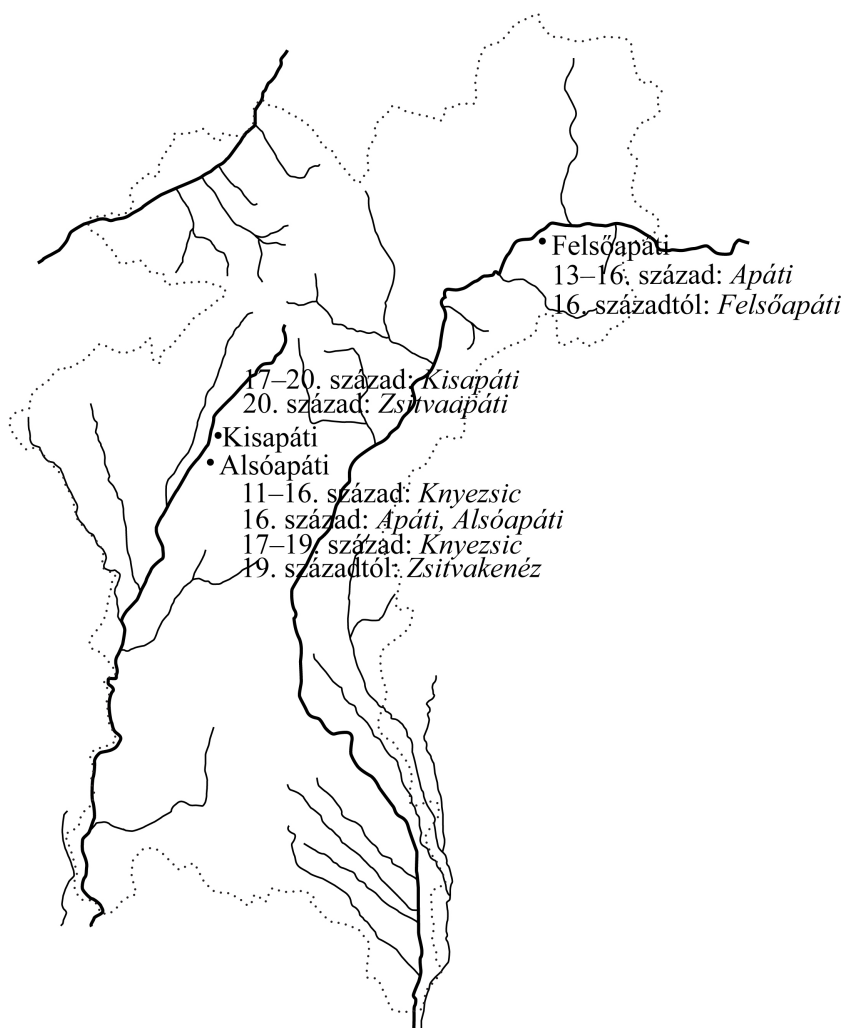 Felsőapáti
13–16. század: Apáti
16. századtól: Felsőapáti
17–20. század: Kisapáti
20. század: Zsitvaapáti
Kisapáti
Alsóapáti
11–16. század: Knyezsic
16. század: Apáti, Alsóapáti
17–19. század: Knyezsic
19. századtól: Zsitvakenéz